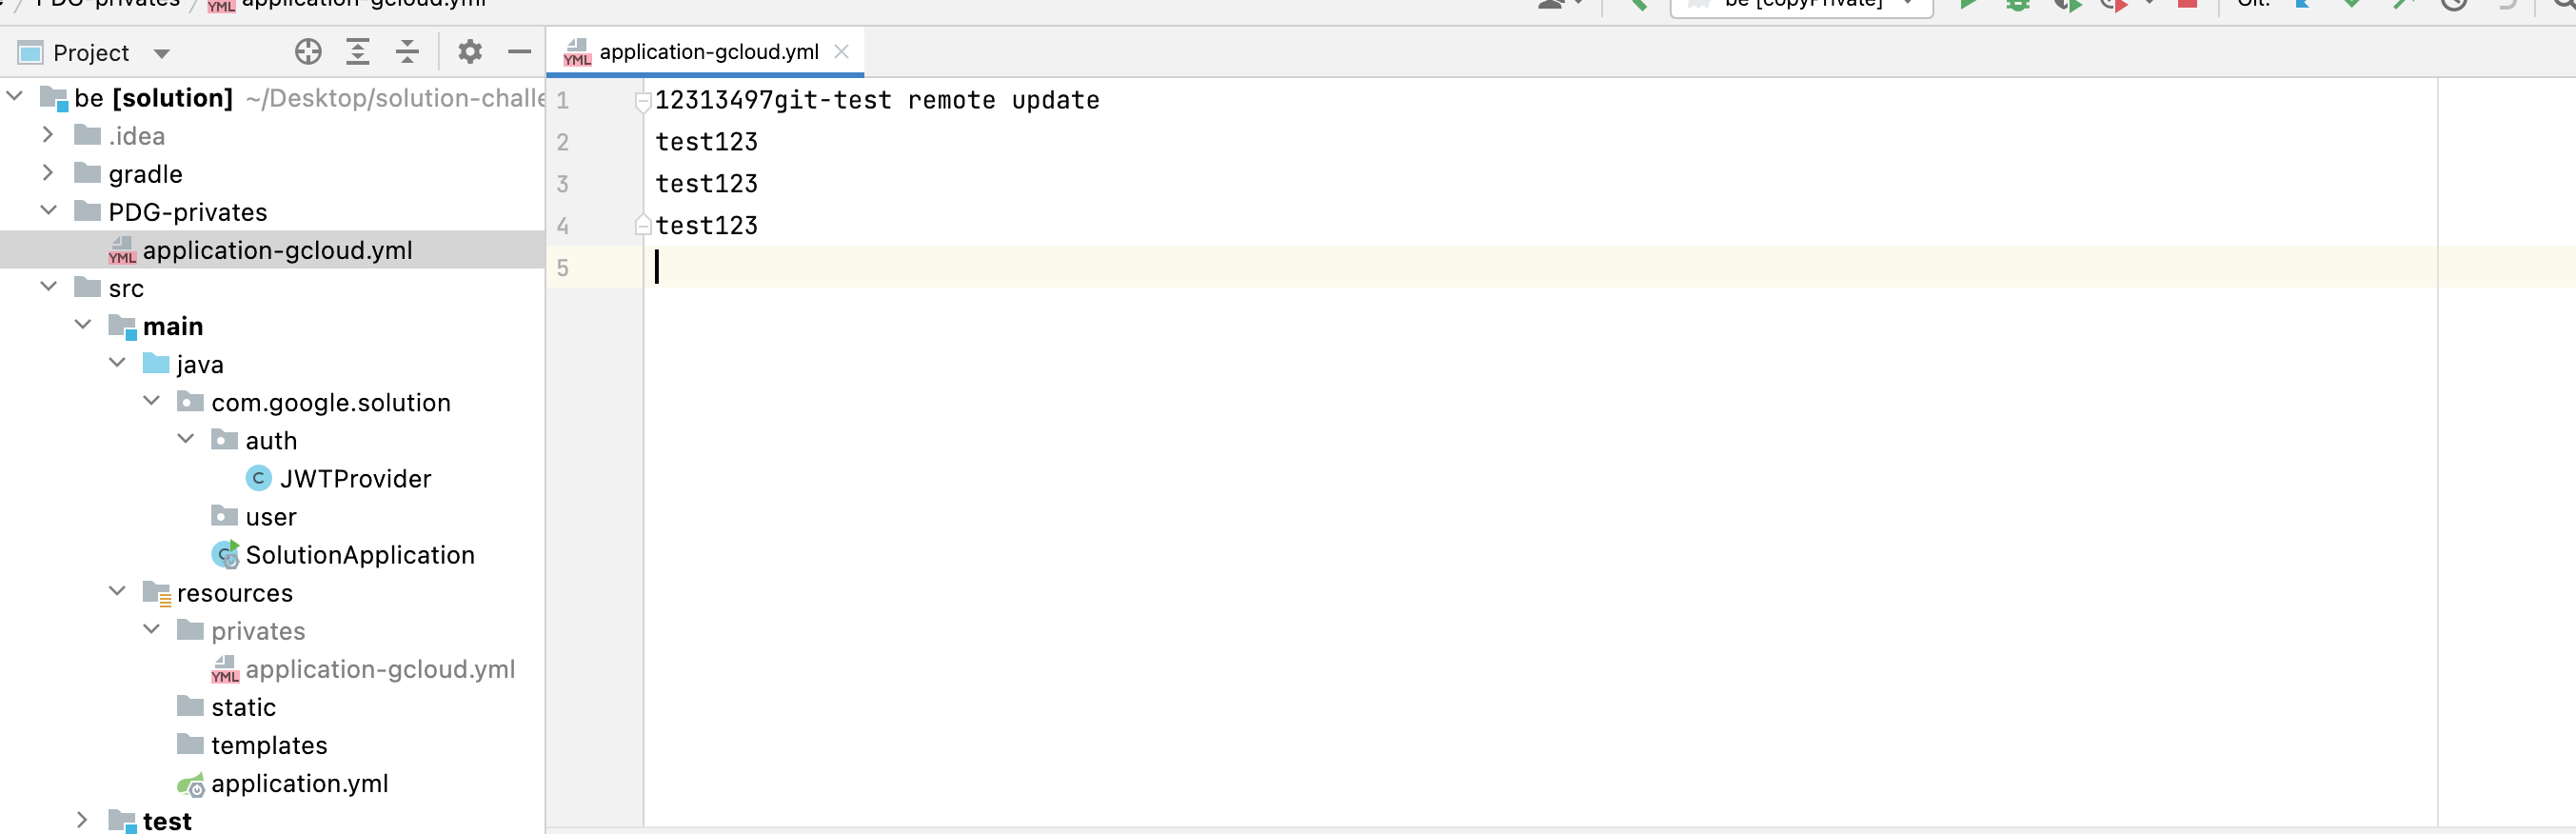 PDG-privates / application-gcloud.yml
be [copyPrivate]
Git:
Project
application-gcloud.yml
be [solution] ~/Desktop/solution-challe
.idea
gradle
PDG-privates
application-gcloud.yml
src
main
java
com.google.solution
auth
JWTProvider
user
SolutionApplication
resources
privates
application-gcloud.yml
static
templates
application.yml
test
1 12313497git-test remote update
2 test123
3 test123
4 test123
5